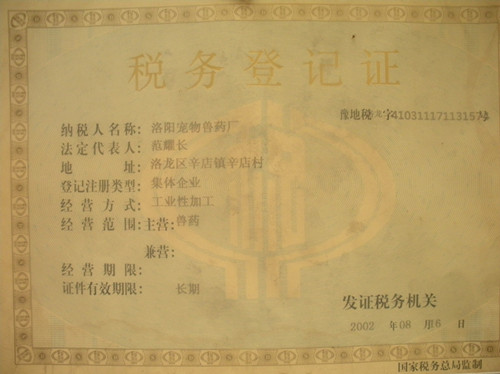 税务登记证
豫地税 字410311171131573号
纳税人名称: 洛阳宠物兽药厂
法定代表人: 范耀长
地 址: 洛龙区辛店镇辛店村
登记注册类型: 集体企业
经营方式: 工业性加工
经营范围: 主营: 兽药
兼营:
经营期限:
证件有效期限: 长期
发证税务机关
2002 年 08 月 6 日
国家税务总局监制